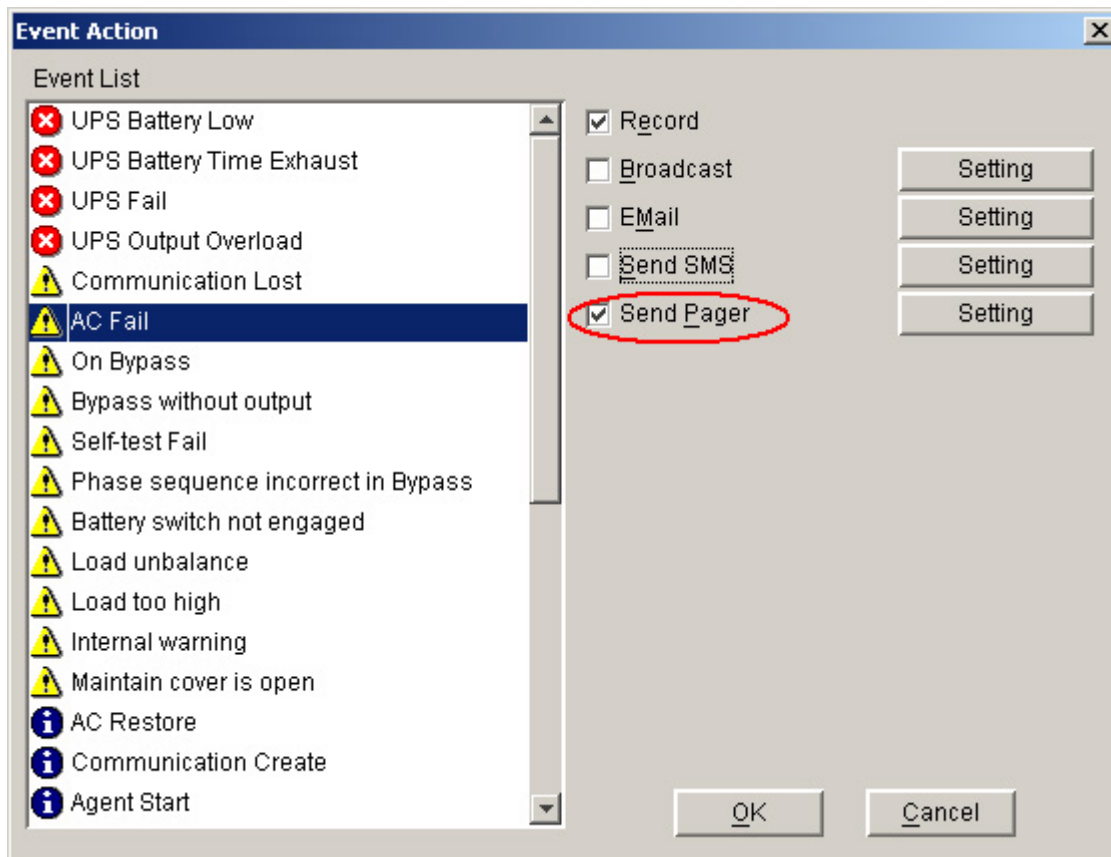 Event Action
Event List
UPS Battery Low
UPS Battery Time Exhaust
UPS Fail
UPS Output Overload
Communication Lost
AC Fail
On Bypass
Bypass without output
Self-test Fail
Phase sequence incorrect in Bypass
Battery switch not engaged
Load unbalance
Load too high
Internal warning
Maintain cover is open
AC Restore
Communication Create
Agent Start
Record
Broadcast Setting
EMail Setting
Send SMS Setting
Send Pager Setting
OK Cancel